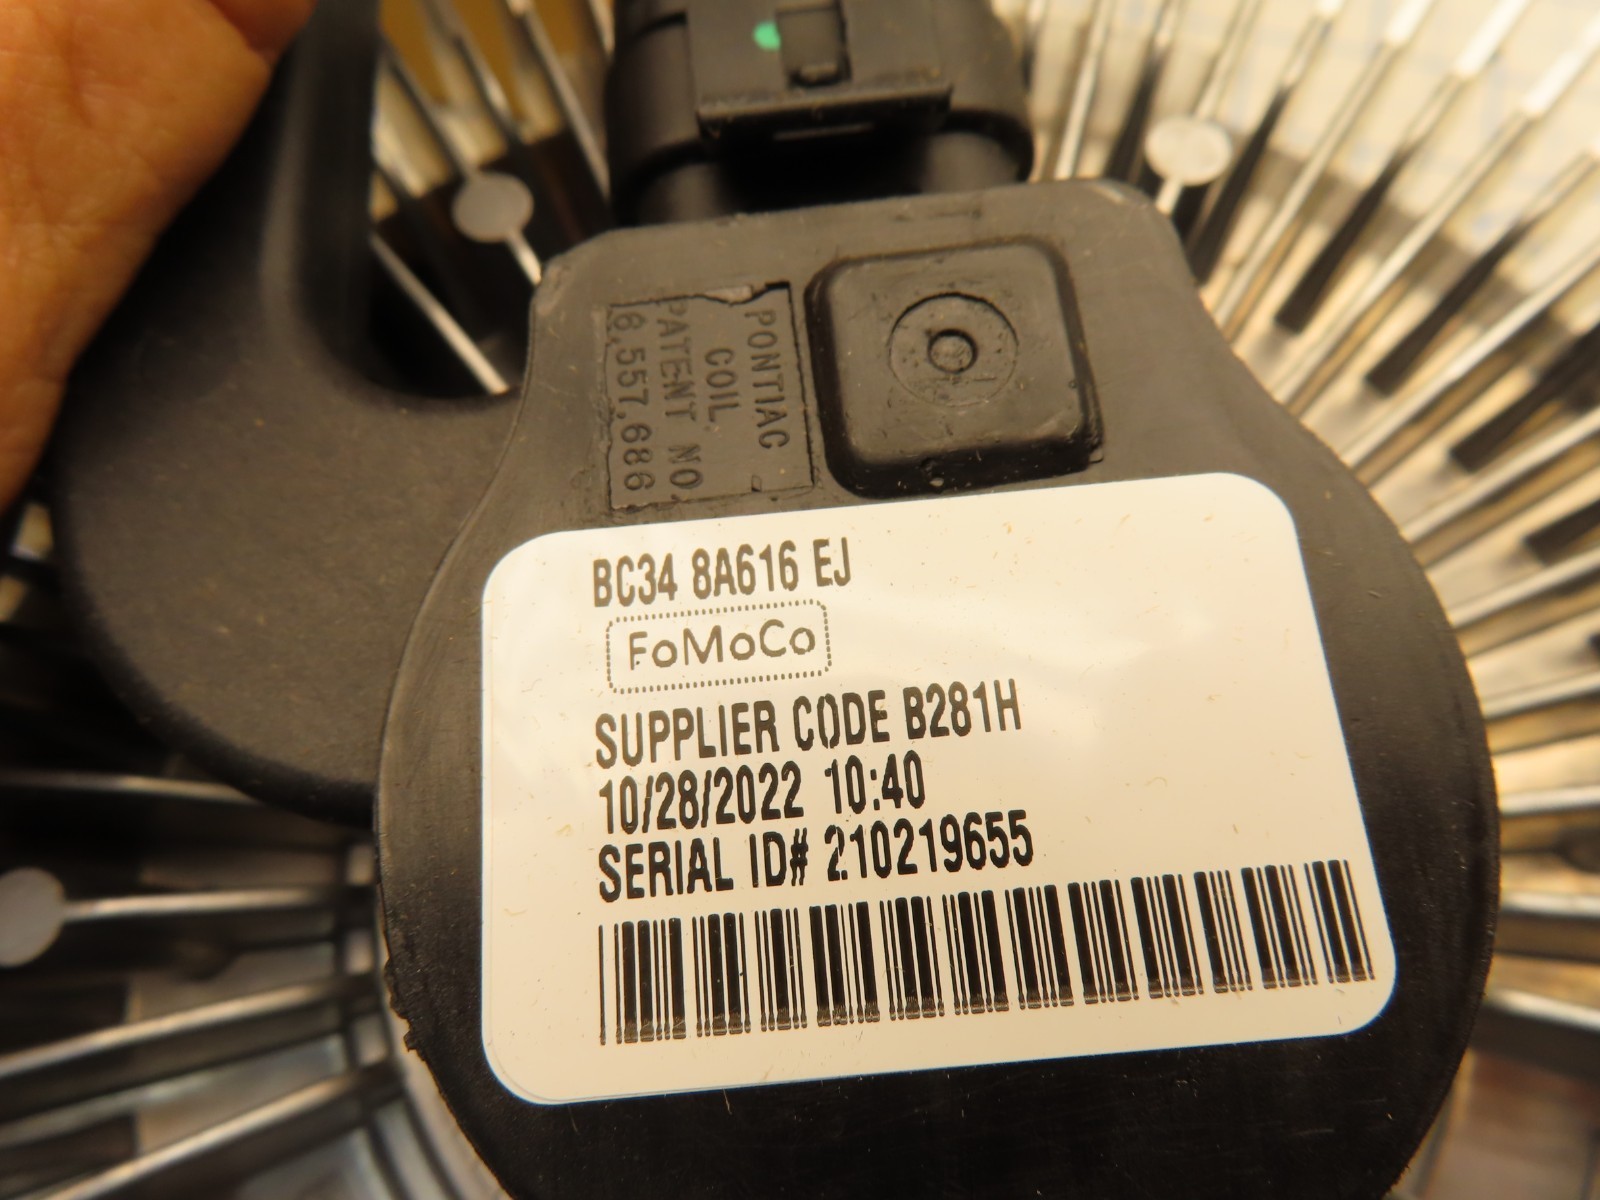 PONTIAC
COIL
PATENT NO.
6,557,686
BC34 8A616 EJ
FoMoCo
SUPPLIER CODE B281H
10/28/2022 10:40
SERIAL ID# 210219655